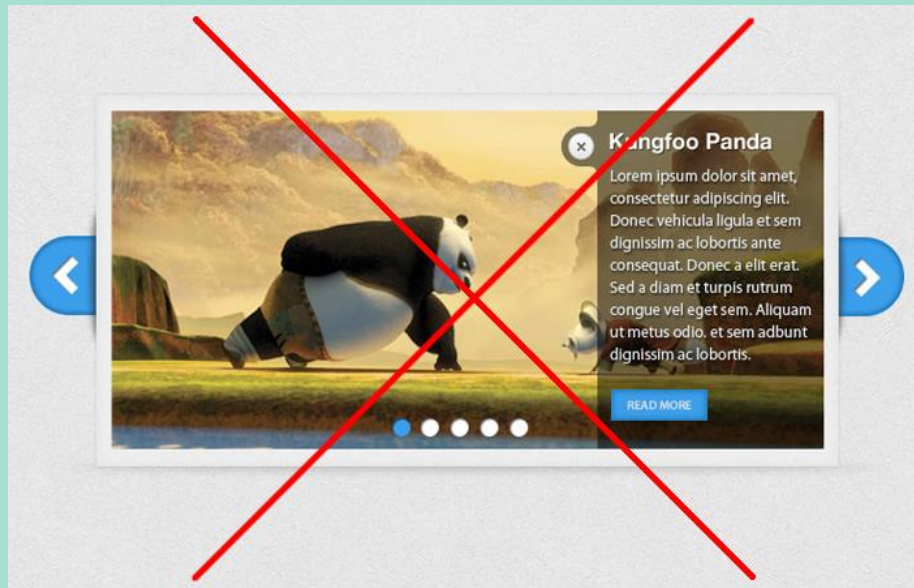 Kungfoo Panda
Lorem ipsum dolor sit amet,
consectetur adipiscing elit.
Donec vehicula ligula et sem
dignissim ac lobortis ante
consequat. Donec a elit erat.
Sed a diam et turpis rutrum
congue vel eget sem. Aliquam
ut metus odio. et sem adbunt
dignissim ac lobortis.
READ MORE